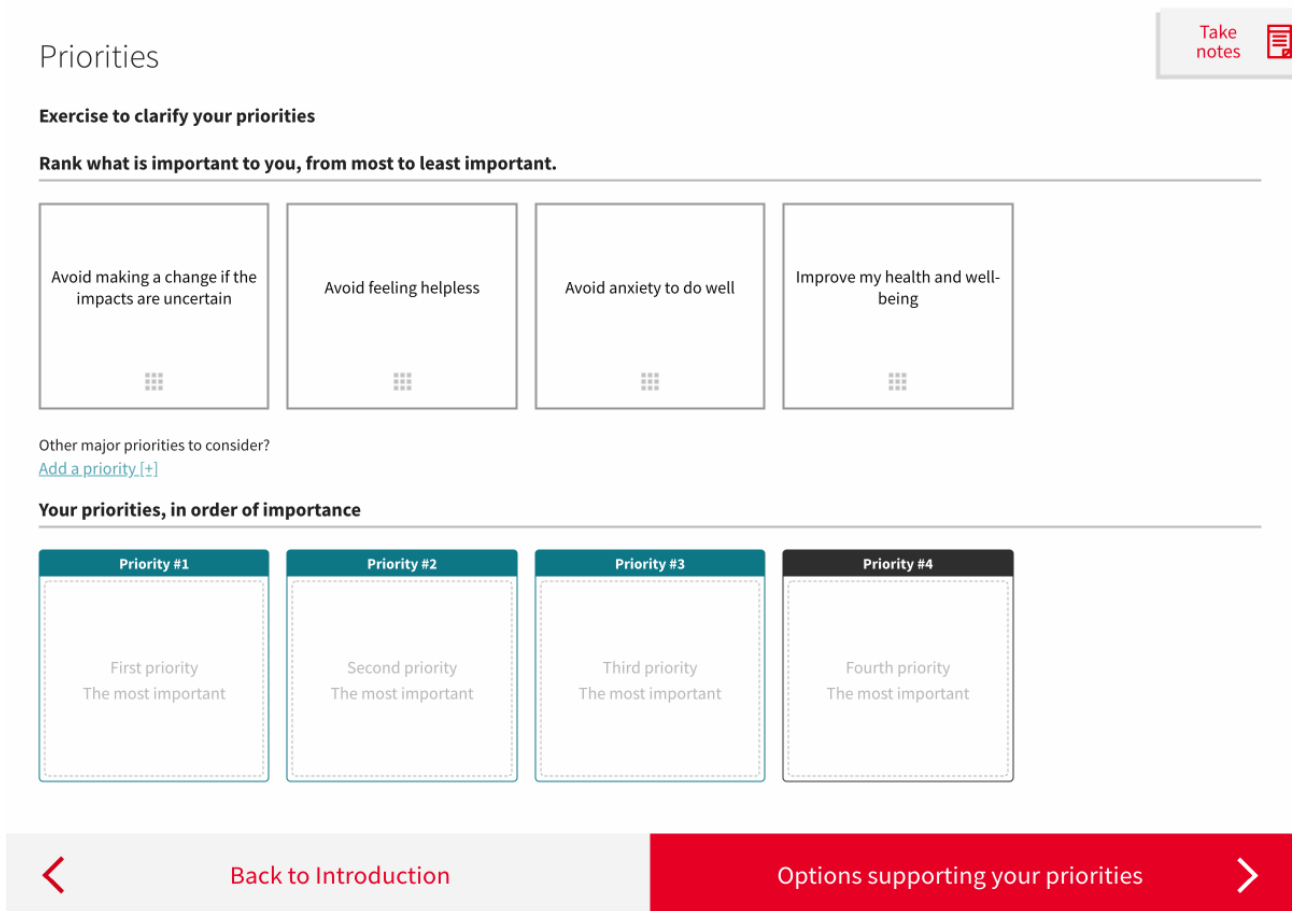 Take
notes
Priorities
Exercise to clarify your priorities
Rank what is important to you, from most to least important.
Avoid making a change if the
impacts are uncertain
Avoid feeling helpless
Avoid anxiety to do well
Improve my health and well-
being
Other major priorities to consider?
Add a priority [+]
Your priorities, in order of importance
Priority #1
First priority
The most important
Priority #2
Second priority
The most important
Priority #3
Third priority
The most important
Priority #4
Fourth priority
The most important
Back to Introduction
Options supporting your priorities